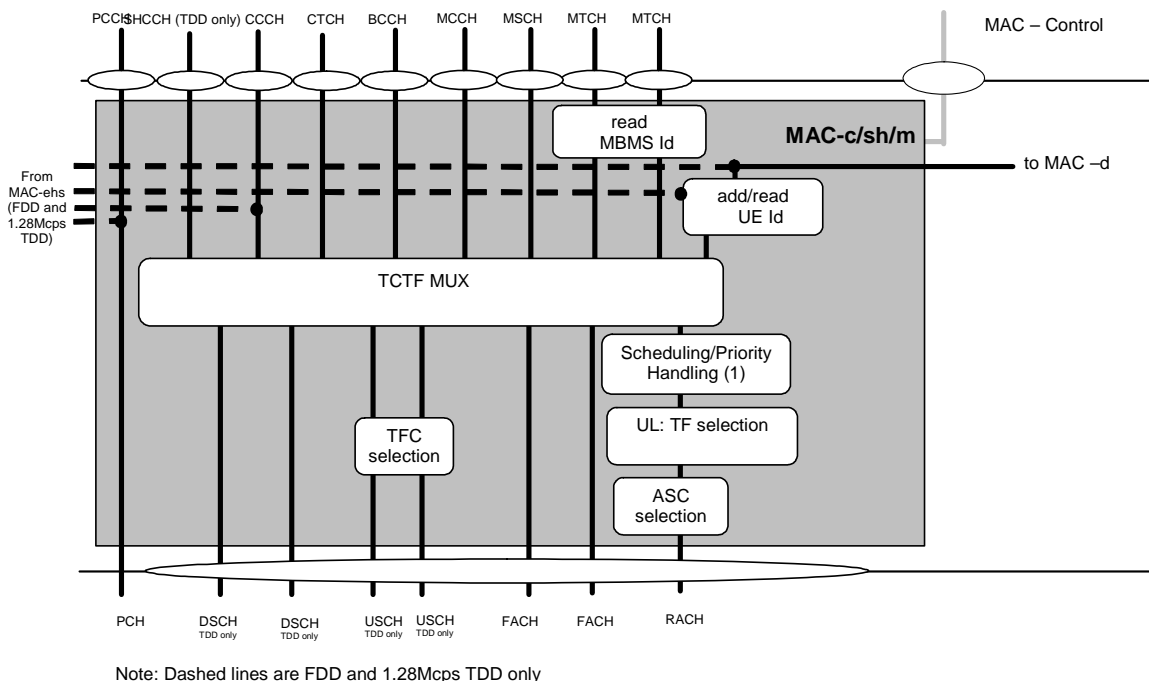 PCCH SHCCH (TDD only) CCCH CTCH BCCH MCCH MSCH MTCH MTCH
MAC – Control
read
MBMS Id
MAC-c/sh/m
to MAC –d
From
MAC-ehs
(FDD and
1.28Mcps
TDD)
add/read
UE Id
TCTF MUX
Scheduling/Priority
Handling (1)
UL: TF selection
TFC
selection
ASC
selection
PCH DSCH DSCH USCH USCH FACH FACH RACH
TDD only TDD only TDD only TDD only
Note: Dashed lines are FDD and 1.28Mcps TDD only